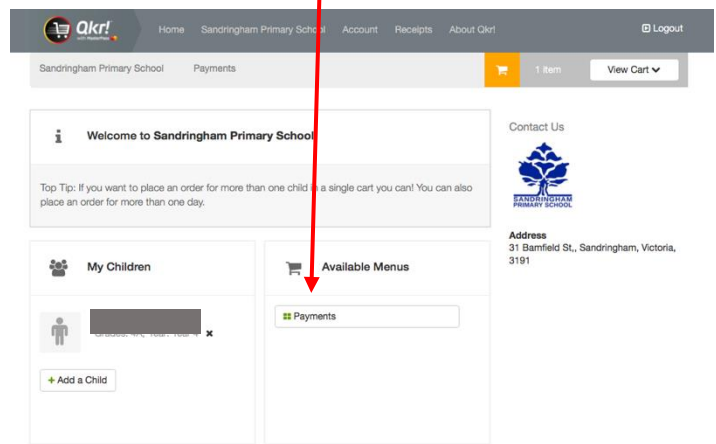 Qkr!
with MasterPass
Home Sandringham Primary School Account Receipts About Qkr! Logout
Sandringham Primary School Payments 1 item View Cart
Welcome to Sandringham Primary School
Top Tip: If you want to place an order for more than one child in a single cart you can! You can also
place an order for more than one day.
My Children
+ Add a Child
Available Menus
Payments
Contact Us
SANDRINGHAM
PRIMARY SCHOOL
Address
31 Bamfield St,, Sandringham, Victoria,
3191